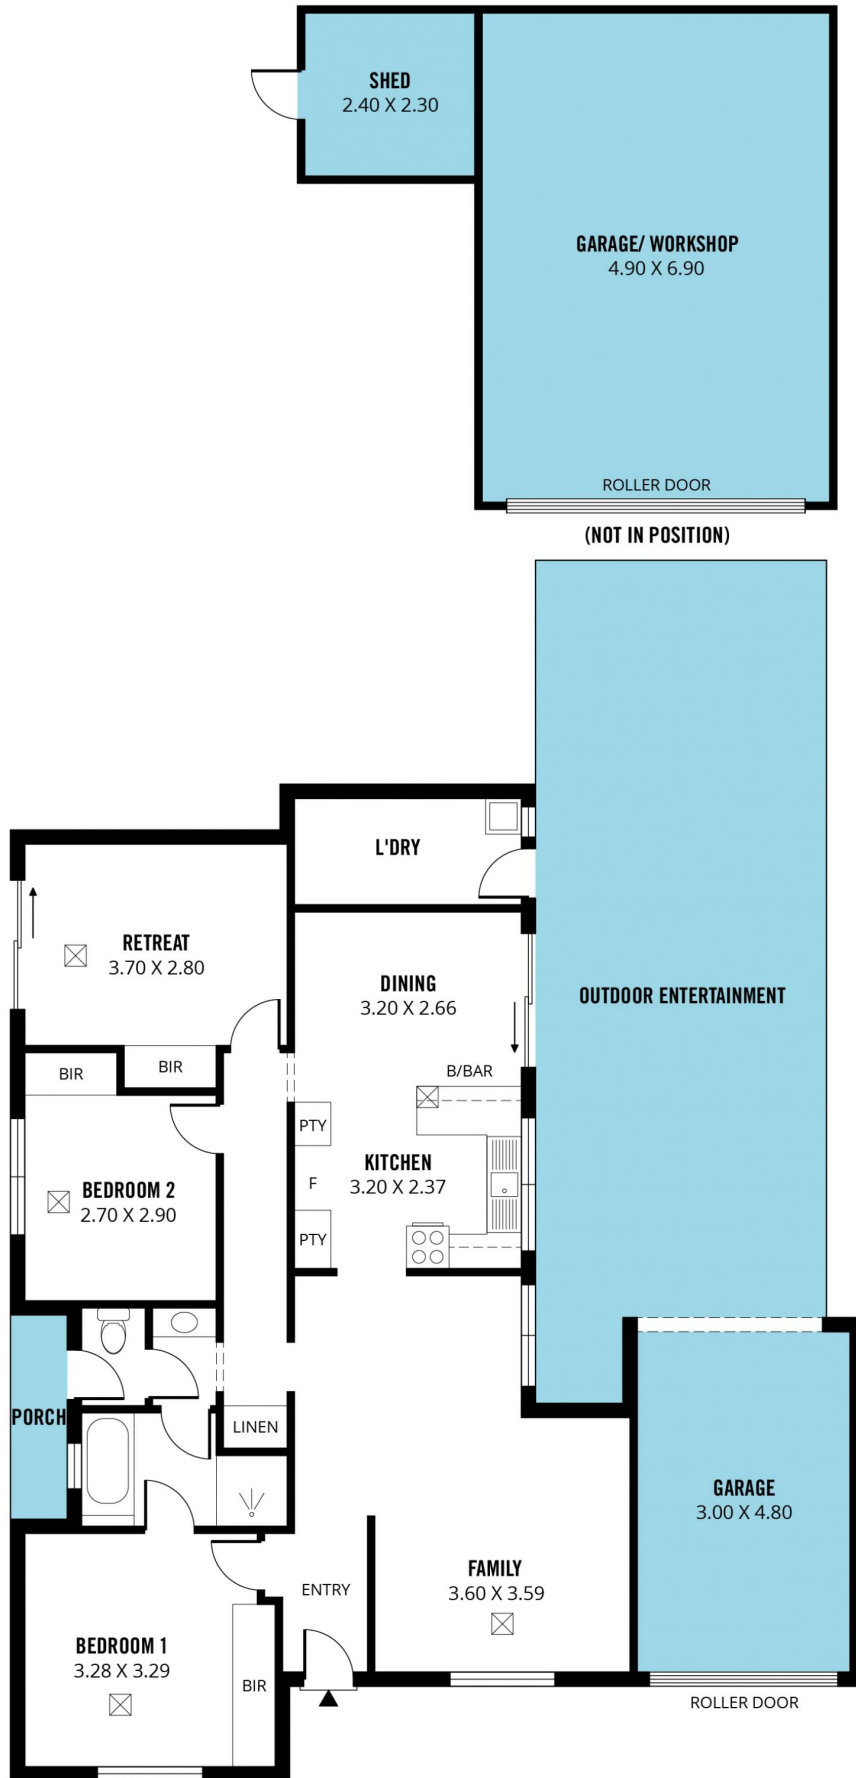 SHED
2.40 X 2.30
GARAGE/ WORKSHOP
4.90 X 6.90
ROLLER DOOR
(NOT IN POSITION)
L'DRY
RETREAT
3.70 X 2.80
DINING
3.20 X 2.66
OUTDOOR ENTERTAINMENT
BIR
BIR
B/BAR
PTY
KITCHEN
3.20 X 2.37
F
BEDROOM 2
2.70 X 2.90
PTY
PORCH
LINEN
GARAGE
3.00 X 4.80
FAMILY
3.60 X 3.59
ENTRY
BEDROOM 1
3.28 X 3.29
BIR
ROLLER DOOR